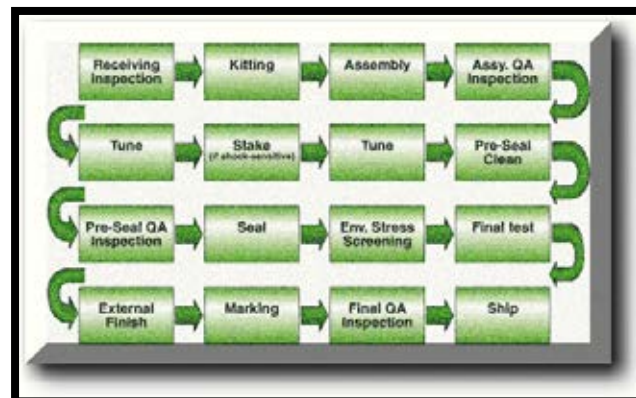 Receiving
Inspection
Kitting
Assembly
Assy. QA
Inspection
Tune
Stake
(if shock-sensitive)
Tune
Pre-Seal
Clean
Pre-Seal QA
Inspection
Seal
Env. Stress
Screening
Final test
External
Finish
Marking
Final QA
Inspection
Ship